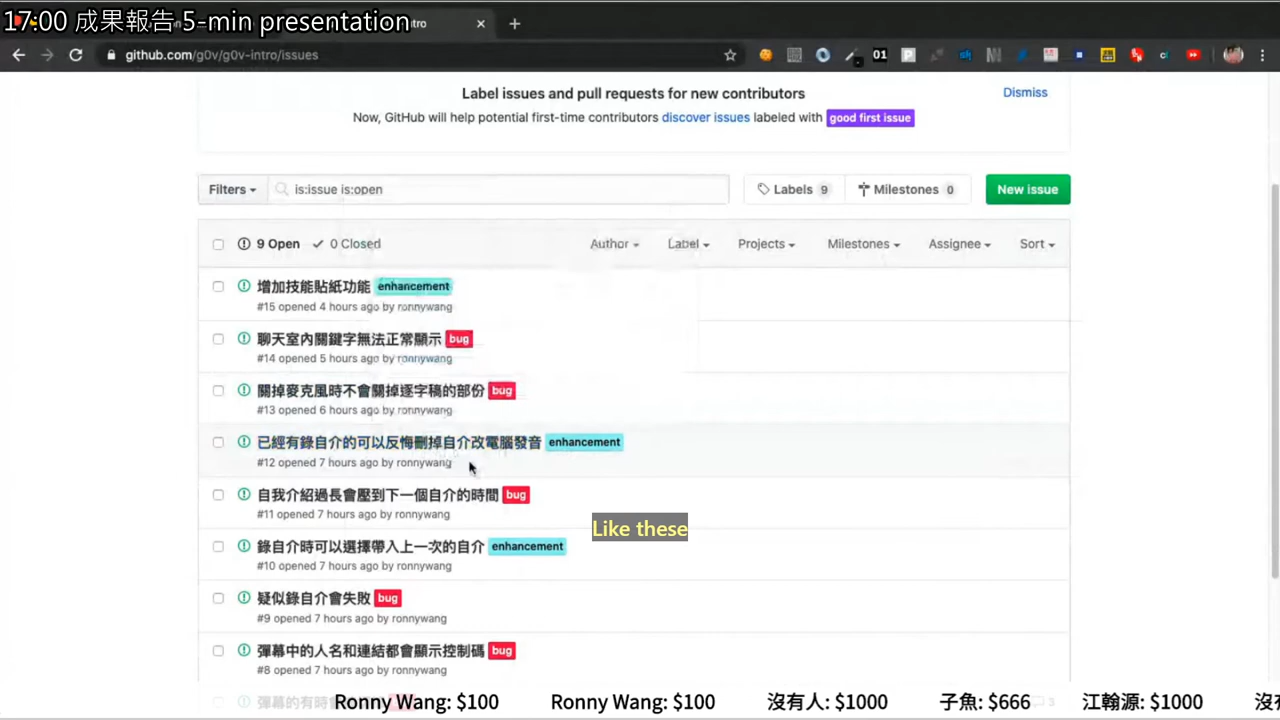 17:00 成果報告 5-min presentation
github.com/g0v/g0v-intro/issues
Label issues and pull requests for new contributors
Dismiss
Now, GitHub will help potential first-time contributors discover issues labeled with good first issue
Filters
is:issue is:open
Labels 9
Milestones 0
New issue
9 Open
0 Closed
Author
Label
Projects
Milestones
Assignee
Sort
增加技能貼紙功能 enhancement
#15 opened 4 hours ago by ronnywang
聊天室內關鍵字無法正常顯示 bug
#14 opened 5 hours ago by ronnywang
關掉麥克風時不會關掉逐字稿的部份 bug
#13 opened 6 hours ago by ronnywang
已經有錄自介的可以反悔刪掉自介改電腦發音 enhancement
#12 opened 7 hours ago by ronnywang
自我介紹過長會壓到下一個自介的時間 bug
#11 opened 7 hours ago by ronnywang
Like these
錄自介時可以選擇帶入上一次的自介 enhancement
#10 opened 7 hours ago by ronnywang
疑似錄自介會失敗 bug
#9 opened 7 hours ago by ronnywang
彈幕中的人名和連結都會顯示控制碼 bug
#8 opened 7 hours ago by ronnywang
彈幕的有時會
Ronny Wang: $100 Ronny Wang: $100 沒有人: $1000 子魚: $666 江翰源: $1000